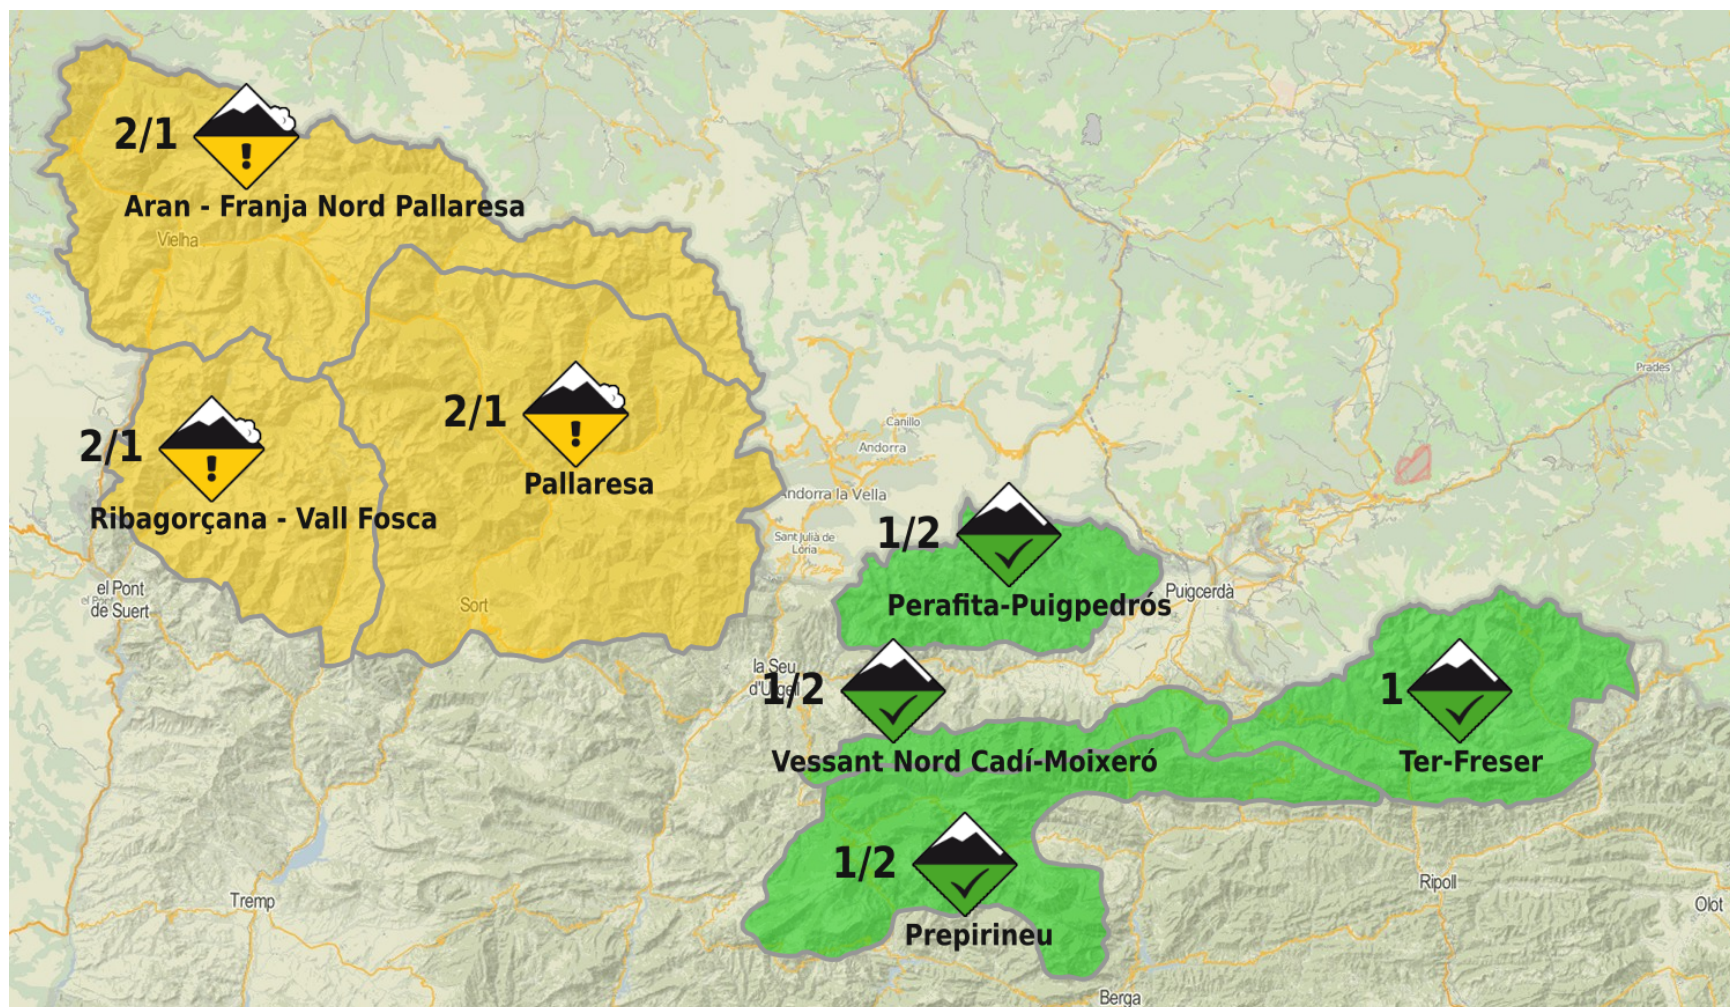 2/1
!
Aran - Franja Nord Pallaresa
Vielha
2/1
!
Pallaresa
2/1
!
Ribagorçana - Vall Fosca
Prades
Canillo
Andorra
Andorra la Vella
Sant Julià de
Lòria
1/2
Perafita-Puigpedrós
Puigcerdà
el Pont
de Suert
Sort
la Seu
d'Urgell
1/2
Vessant Nord Cadí-Moixeró
1
Ter-Freser
1/2
Prepirineu
Tremp
Ripoll
Olot
Berga